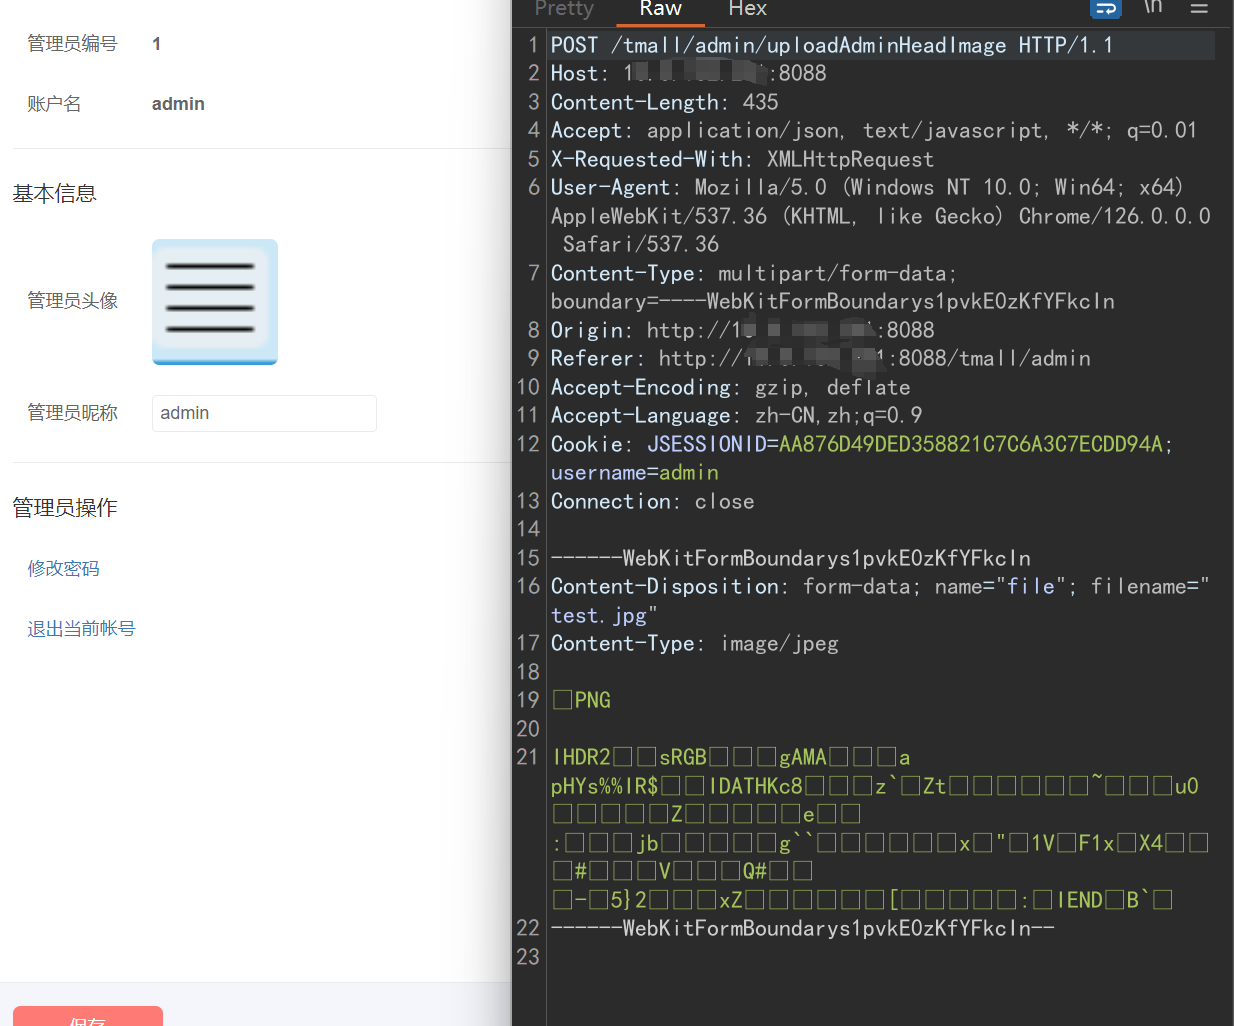 管理员编号 1
账户名 admin
基本信息
管理员头像
管理员昵称 admin
管理员操作
修改密码
退出当前帐号
保存
Pretty Raw Hex \n
1 POST /tmall/admin/uploadAdminHeadImage HTTP/1.1
2 Host: 1 :8088
3 Content-Length: 435
4 Accept: application/json, text/javascript, */*; q=0.01
5 X-Requested-With: XMLHttpRequest
6 User-Agent: Mozilla/5.0 (Windows NT 10.0; Win64; x64)
AppleWebKit/537.36 (KHTML, like Gecko) Chrome/126.0.0.0
Safari/537.36
7 Content-Type: multipart/form-data;
boundary=----WebKitFormBoundarys1pvkE0zKfYFkcIn
8 Origin: http://1 :8088
9 Referer: http://1 1:8088/tmall/admin
10 Accept-Encoding: gzip, deflate
11 Accept-Language: zh-CN,zh;q=0.9
12 Cookie: JSESSIONID=AA876D49DED358821C7C6A3C7ECDD94A;
username=admin
13 Connection: close
14
15 ------WebKitFormBoundarys1pvkE0zKfYFkcIn
16 Content-Disposition: form-data; name="file"; filename="
test.jpg"
17 Content-Type: image/jpeg
18
19 □PNG
20
21 IHDR2□□sRGB□□□gAMA□□□a
pHYs%%IR$□□IDATHKc8□□□z`□Zt□□□□□□~□□□u0
□□□□□Z□□□□□e□□
:□□□jb□□□□□g``□□□□□□x□"□1V□F1x□X4□□
□#□□□V□□□Q#□□
□-□5}2□□□xZ□□□□□□[□□□□□:□IEND□B`□
22 ------WebKitFormBoundarys1pvkE0zKfYFkcIn--
23